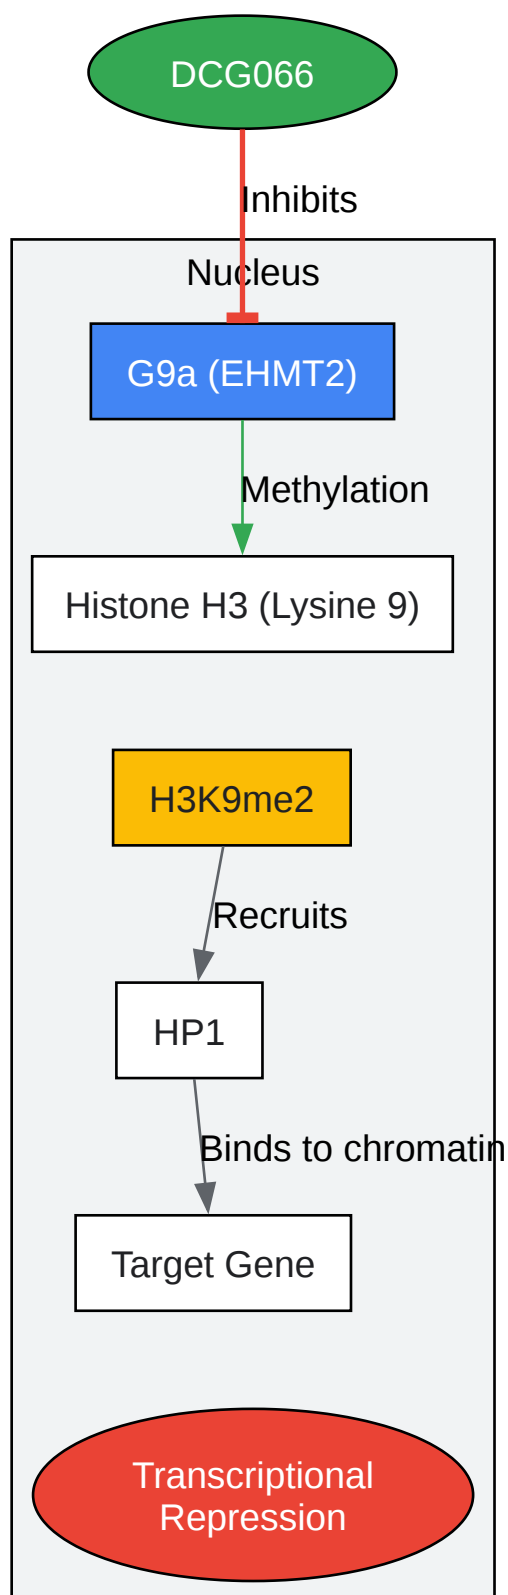 DCG066
Inhibits
Nucleus
G9a (EHMT2)
Methylation
Histone H3 (Lysine 9)
H3K9me2
Recruits
HP1
Binds to chromatin
Target Gene
Transcriptional
Repression